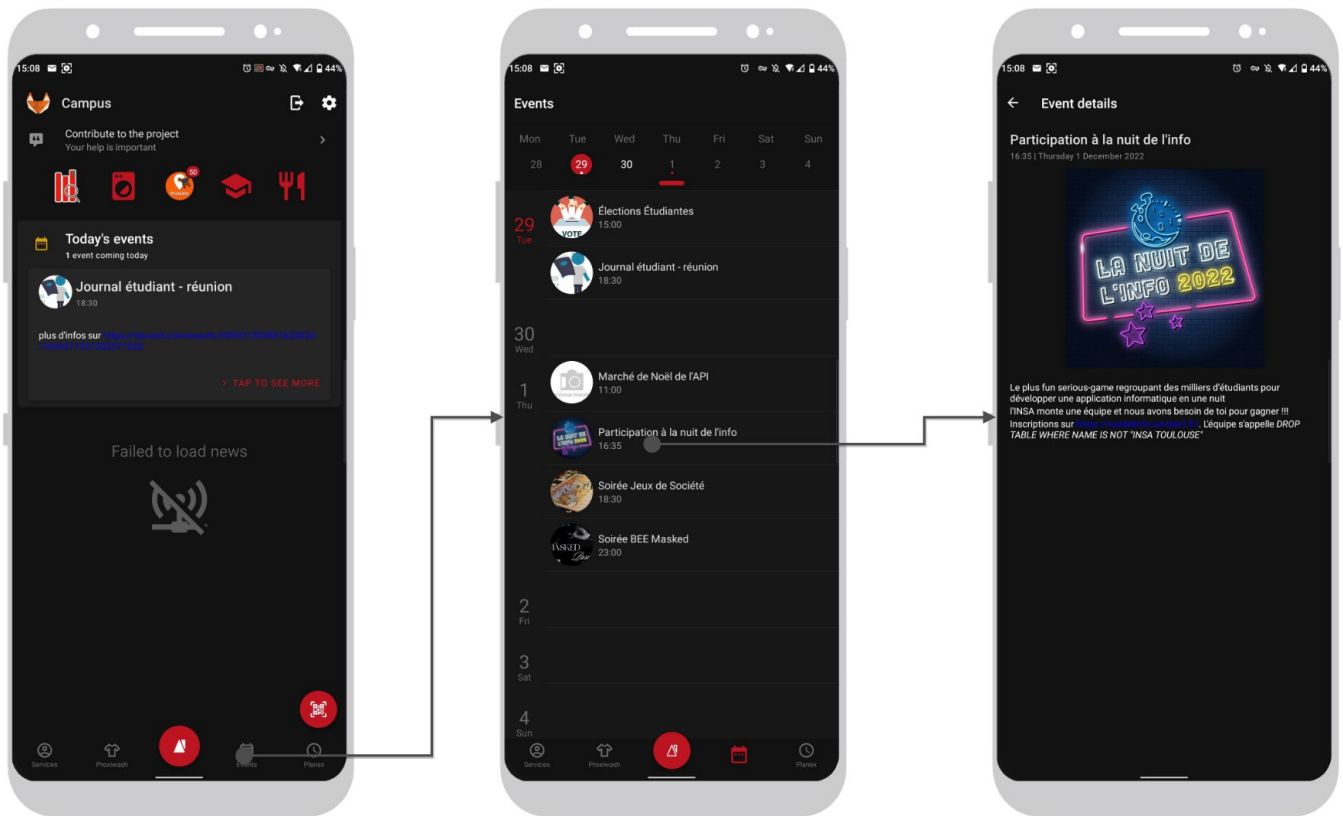 15:08
44%
Campus
Contribute to the project
Your help is important
50
Proximo
Today's events
1 event coming today
Journal étudiant - réunion
18:30
plus d'infos sur
> TAP TO SEE MORE
Failed to load news
Services
Proxiwash
Events
Planex
15:08
44%
Events
Mon Tue Wed Thu Fri Sat Sun
28 29 30 1 2 3 4
29
Tue
VOTE
Élections Étudiantes
15:00
Journal étudiant - réunion
18:30
30
Wed
1
Thu
Marché de Noël de l'API
11:00
LA NUIT DE
L'INFO 2022
Participation à la nuit de l'info
16:35
Soirée Jeux de Société
18:30
MASKED
Soirée BEE Masked
23:00
2
Fri
3
Sat
4
Sun
Services
Proxiwash
Planex
15:08
44%
Event details
Participation à la nuit de l'info
16:35 | Thursday 1 December 2022
LA NUIT DE
L'INFO 2022
Le plus fun serious-game regroupant des milliers d'étudiants pour
développer une application informatique en une nuit
l'INSA monte une équipe et nous avons besoin de toi pour gagner !!!
Inscriptions sur , L'équipe s'appelle DROP
TABLE WHERE NAME IS NOT "INSA TOULOUSE"